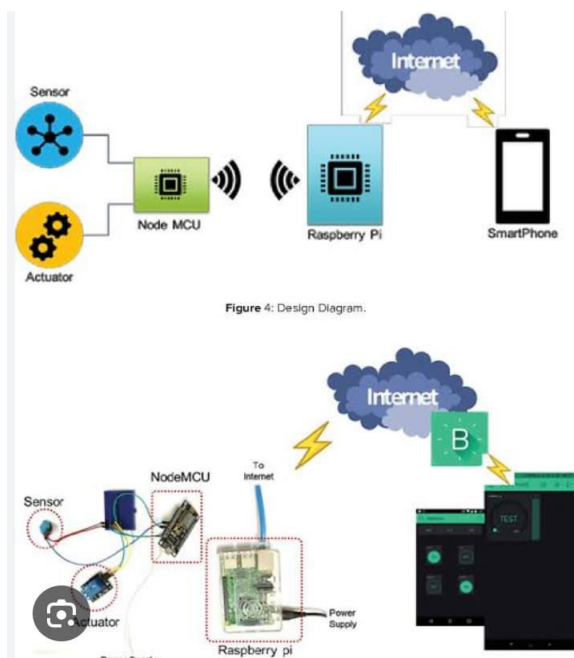 Internet
Sensor
Node MCU
Raspberry Pi
SmartPhone
Actuator
Figure 4: Design Diagram.
Internet
B
To
Internet
NodeMCU
Sensor
TEST
Actuator
Power
Supply
Raspberry pi